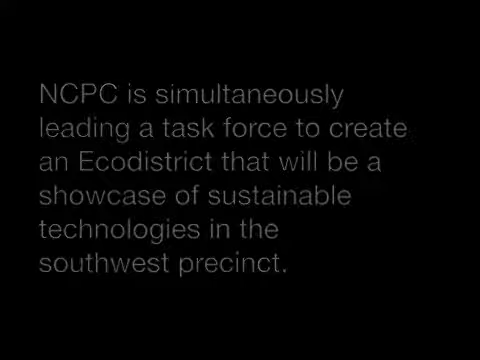 NCPC is simultaneously
leading a task force to create
an Ecodistrict that will be a
showcase of sustainable
technologies in the
southwest precinct.